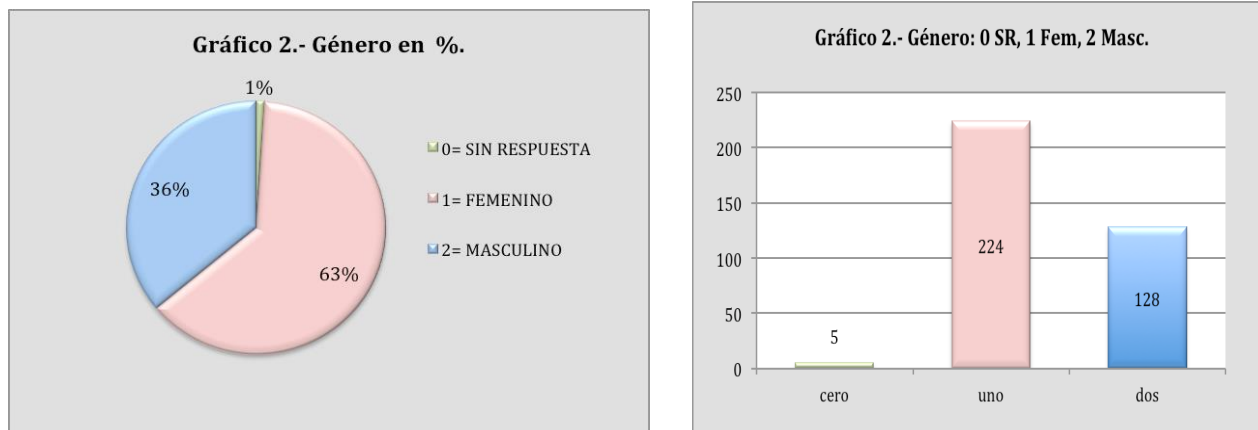 Gráfico 2.- Género en %.
1%
36%
63%
0= SIN RESPUESTA
1= FEMENINO
2= MASCULINO
Gráfico 2.- Género: 0 SR, 1 Fem, 2 Masc.
250
200
150
100
50
0
5
224
128
cero uno dos